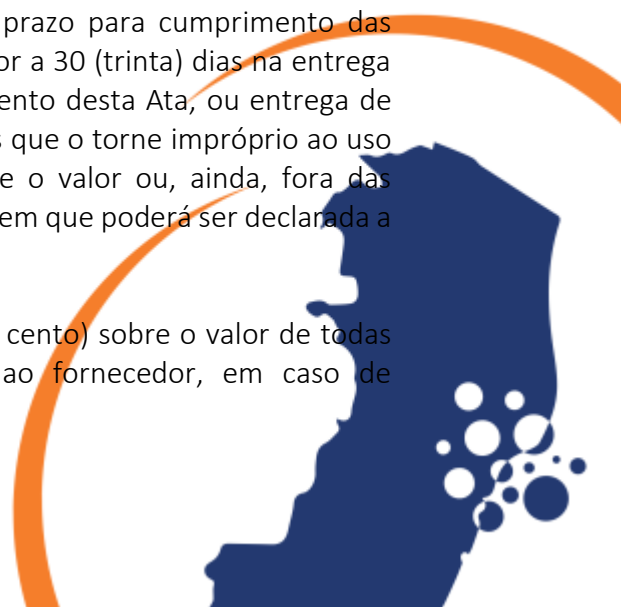 prazo para cumprimento das
or a 30 (trinta) dias na entrega
ento desta Ata, ou entrega de
s que o torne impróprio ao uso
e o valor ou, ainda, fora das
em que poderá ser declarada a
cento) sobre o valor de todas
ao fornecedor, em caso de